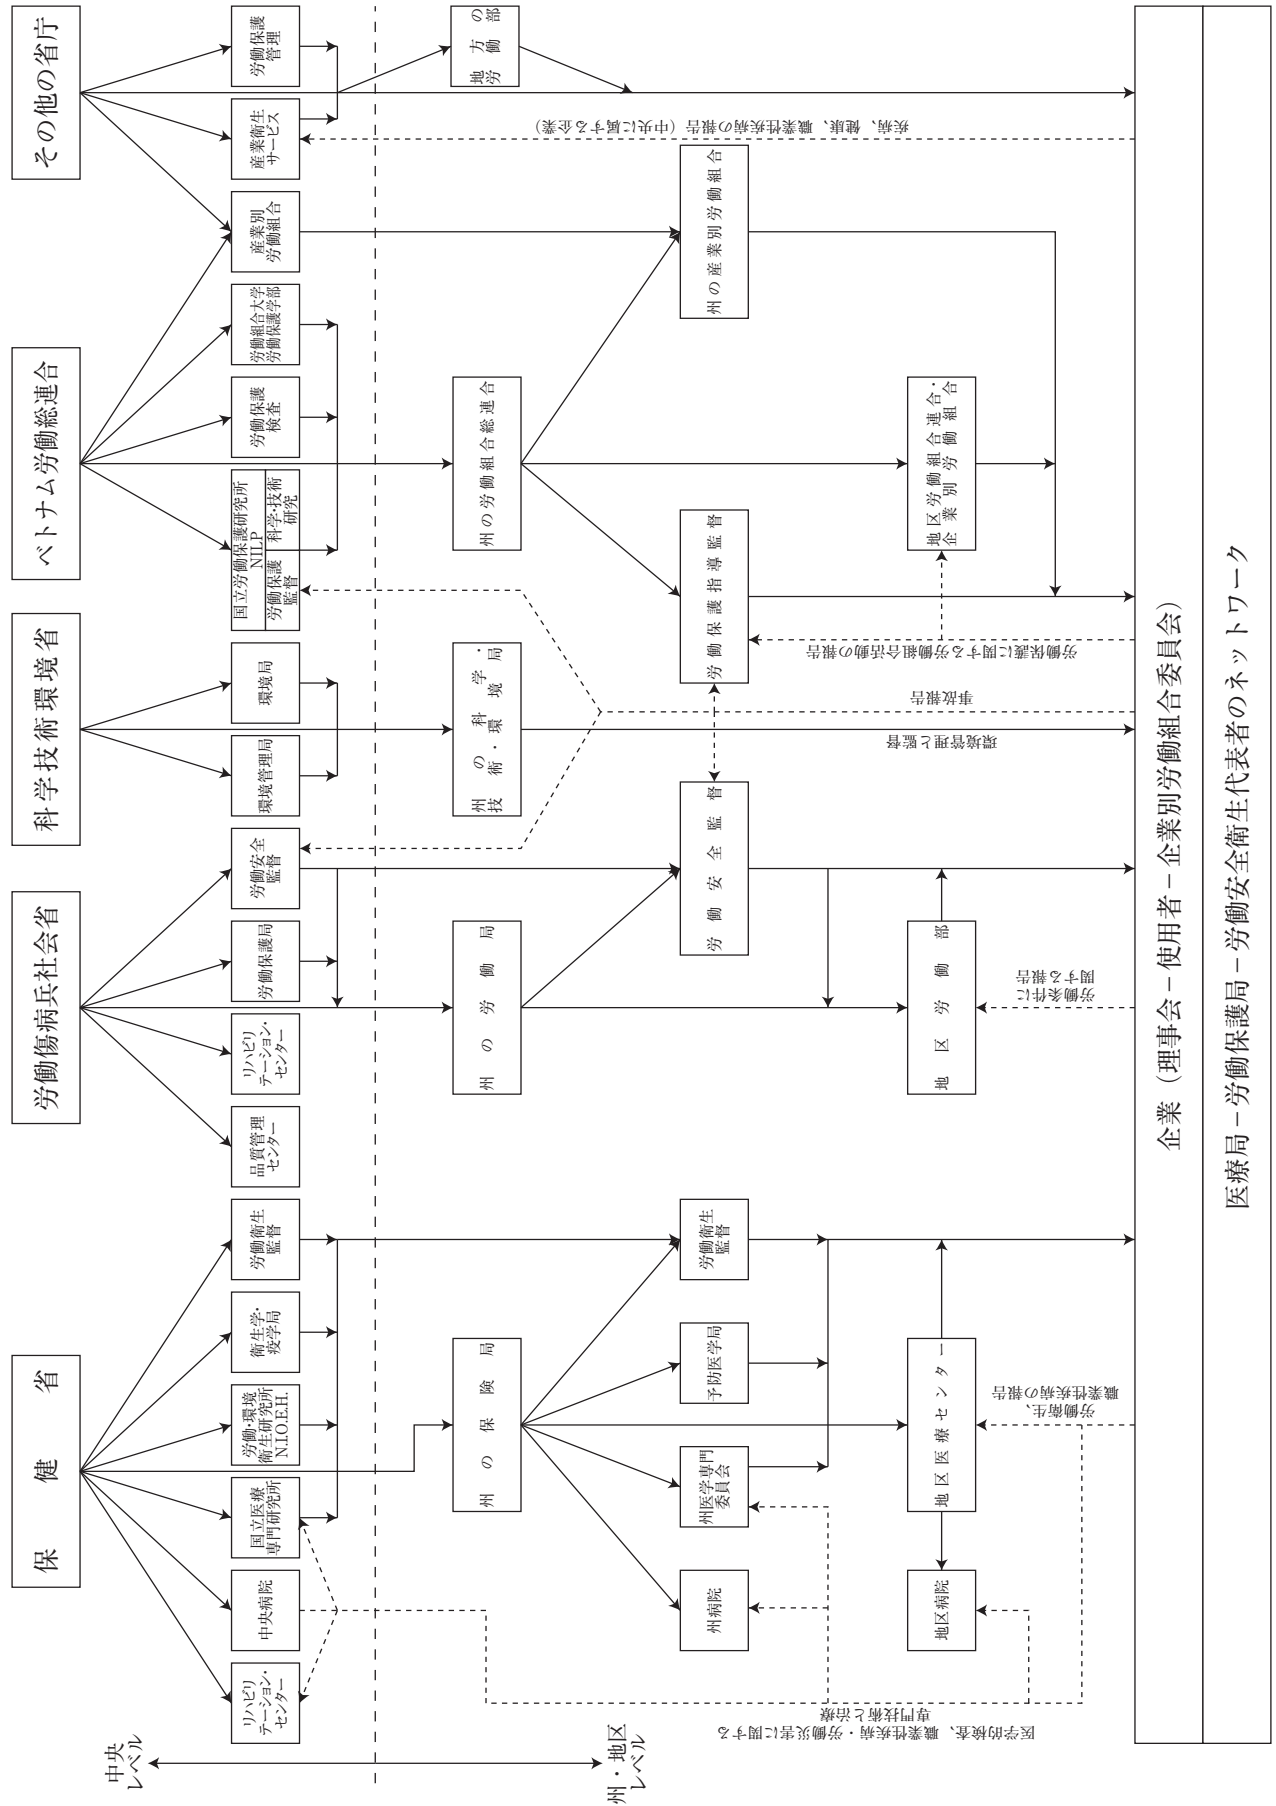 保健省
労働傷病兵社会省
科学技術環境省
ベトナム労働総連合
その他の省庁
中央
レベル
リハビリ
テーション・
センター
中央病院
国立医療
専門研究所
労働・環境
衛生研究所
N.I.O.E.H.
衛生学・
疫学局
労働衛生
監督
品質管理
センター
リハビリ
テーション・
センター
労働保護局
労働安全
監督
環境管理局
環境局
国立労働保護研究所
NILP
労働保護
監督
科学・技術
研究
労働保護
検査
労働組合大学
労働保護学部
産業別
労働組合
産業衛生
サービス
労働保護
管理
州・地区
レベル
州の保険局
州の労働局
州の科学・
技術・環境局
州の労働組合総連合
地方の
労働部
州病院
州医学専門
委員会
予防医学局
労働衛生
監督
労働安全監督
労働保護指導監督
州の産業別労働組合
地区病院
地区医療センター
地区労働部
地区労働組合連合・
企業別労働組合
医学的検査、職業性疾病・労働災害に関する
専門技術と治療
労働衛生、
職業性疾病の報告
労働条件に
関する報告
環境管理と監督
事故報告
労働保護に関する労働組合活動の報告
疾病、健康、職業性疾病の報告（中央に属する企業）
企業（理事会－使用者－企業別労働組合委員会）
医療局－労働保護局－労働安全衛生代表者のネットワーク